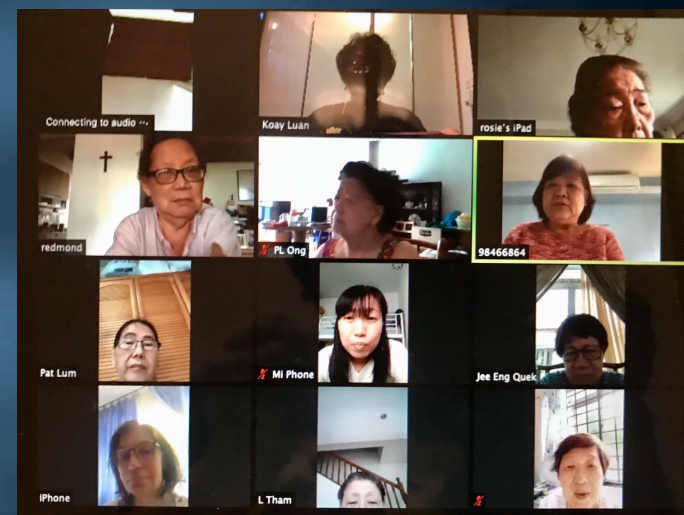 Connecting to audio ···
Koay Luan
rosie's iPad
redmond
PL Ong
98466864
Pat Lum
Mi Phone
Jee Eng Quek
iPhone
L Tham